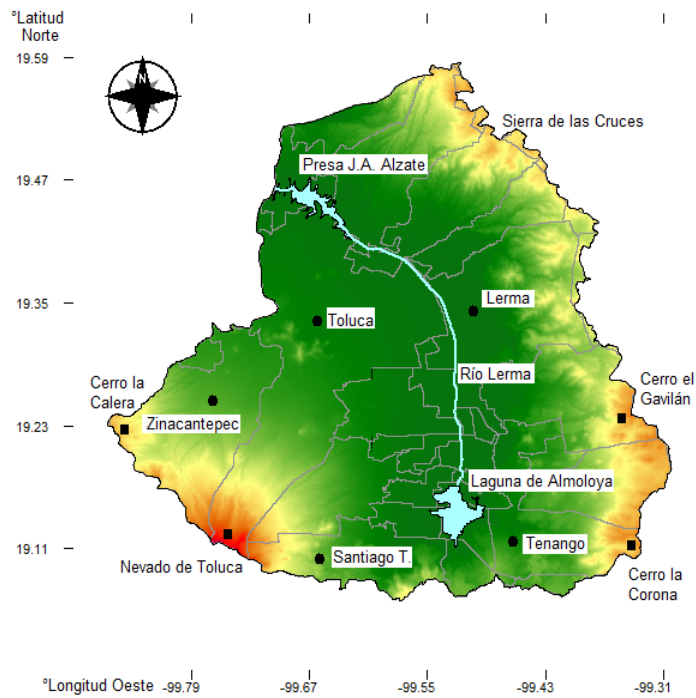 °Latitud
Norte
19.59
N
Sierra de las Cruces
Presa J.A. Alzate
19.47
Lerma
19.35
Toluca
Río Lerma
Cerro la
Calera
Cerro el
Gavilán
Zinacantepec
19.23
Laguna de Almoloya
19.11
Tenango
Santiago T.
Nevado de Toluca
Cerro la
Corona
°Longitud Oeste
-99.79
-99.67
-99.55
-99.43
-99.31